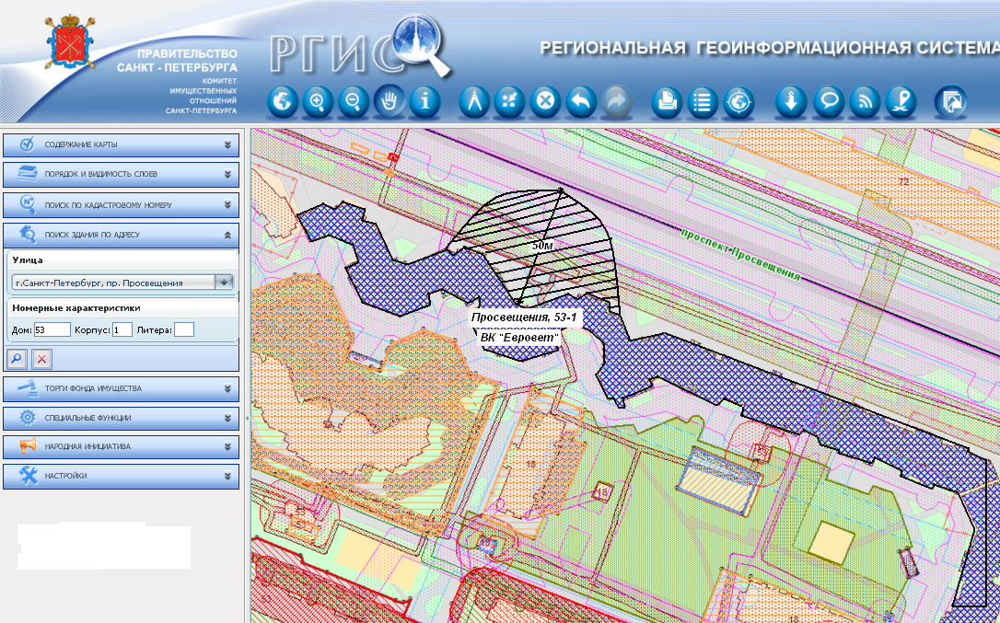 ПРАВИТЕЛЬСТВО
САНКТ - ПЕТЕРБУРГА
КОМИТЕТ
ИМУЩЕСТВЕННЫХ
ОТНОШЕНИЙ
САНКТ-ПЕТЕРБУРГА
РГИС
РЕГИОНАЛЬНАЯ ГЕОИНФОРМАЦИОННАЯ СИСТЕМА
СОДЕРЖАНИЕ КАРТЫ
ПОРЯДОК И ВИДИМОСТЬ СЛОЕВ
ПОИСК ПО КАДАСТРОВОМУ НОМЕРУ
ПОИСК ЗДАНИЯ ПО АДРЕСУ
Улица
г.Санкт-Петербург, пр. Просвещения
Номерные характеристики
Дом: 53 Корпус: 1 Литера:
ТОРГИ ФОНДА ИМУЩЕСТВА
СПЕЦИАЛЬНЫЕ ФУНКЦИИ
НАРОДНАЯ ИНИЦИАТИВА
НАСТРОЙКИ
72
проспект Просвещения
50м
Просвещения, 53-1
ВК "Евровет"
18
18
53
18